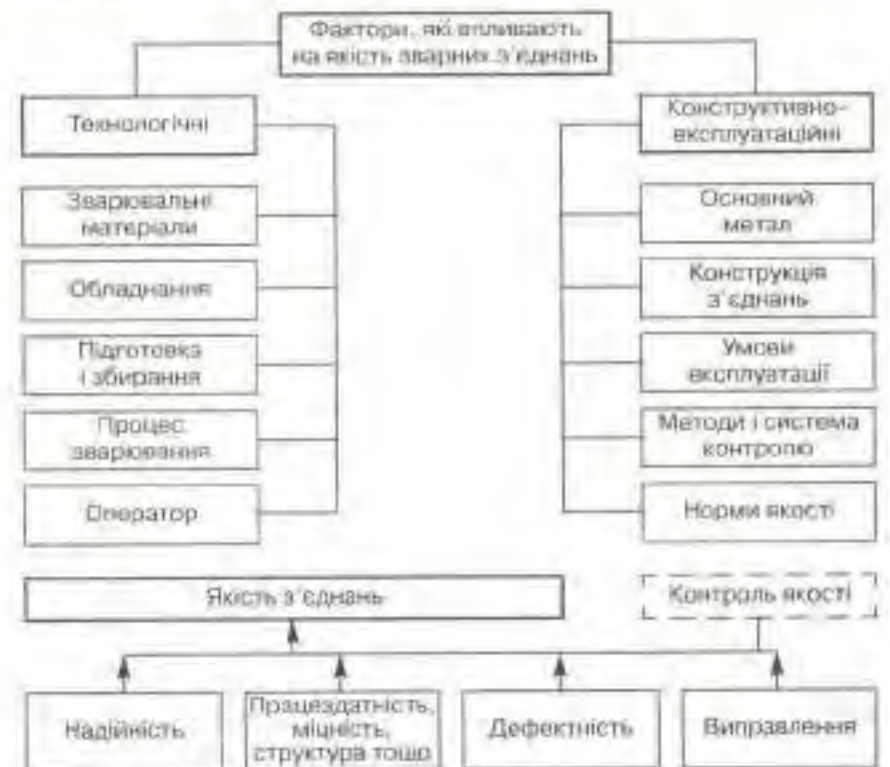 Фактори, які впливають
на якість зварних з'єднань
Технологічні
Зварювальні
матеріали
Обладнання
Підготовка
і збирання
Процес
зварювання
Оператор
Конструктивно-
експлуатаційні
Основний
метал
Конструкція
з'єднань
Умови
експлуатації
Методи і система
контролю
Норми якості
Якість з'єднань
Контроль якості
Надійність
Працездатність,
міцність,
структура тощо
Дефектність
Виправлення